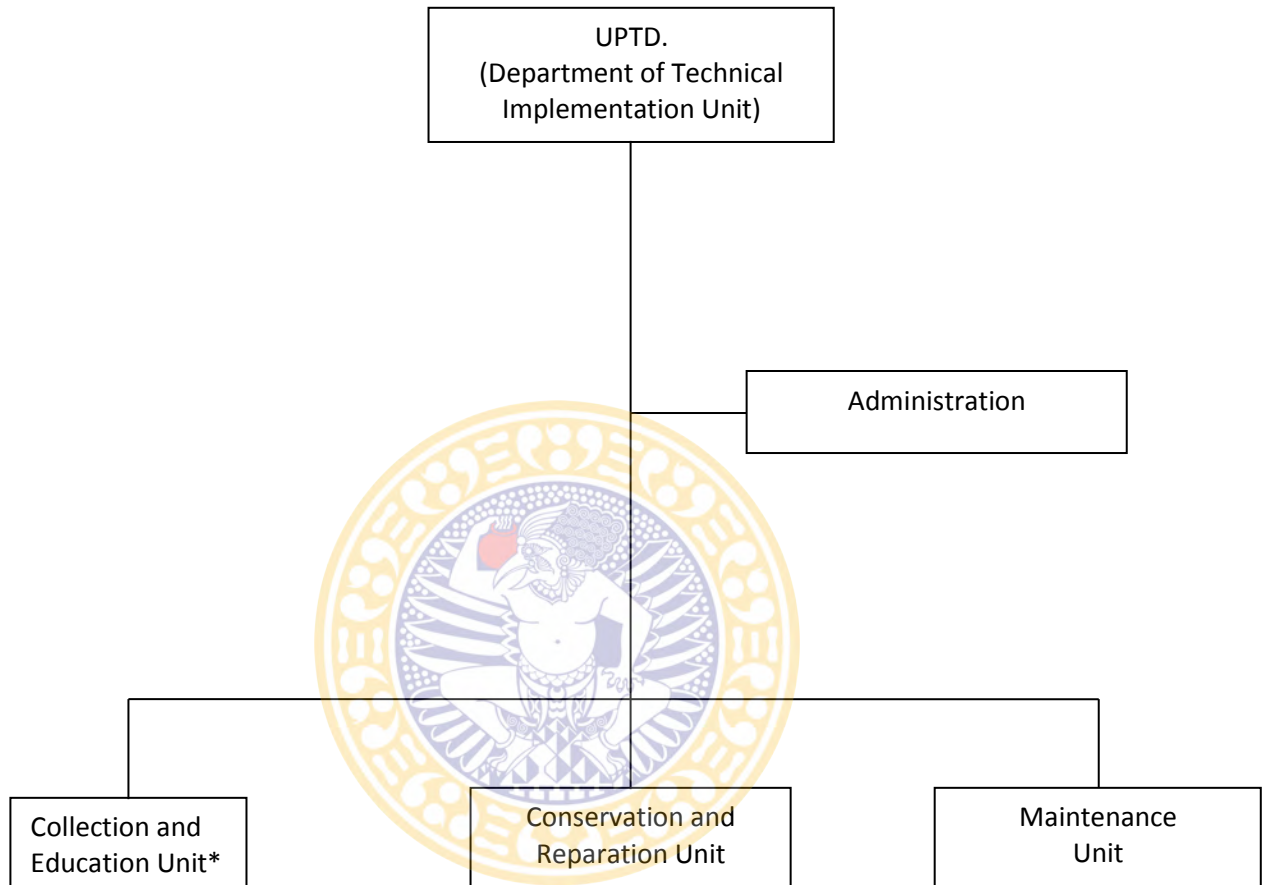 UPTD.
(Department of Technical
Implementation Unit)
Administration
Collection and
Education Unit*
Conservation and
Reparation Unit
Maintenance
Unit